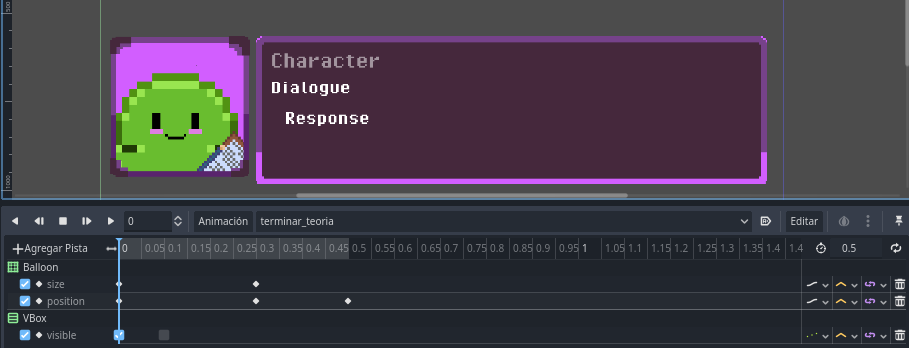 500
1000
Character
Dialogue
Response
0 Animación terminar_teoria Editar
Agregar Pista 0 0.05 0.1 0.15 0.2 0.25 0.3 0.35 0.4 0.45 0.5 0.55 0.6 0.65 0.7 0.75 0.8 0.85 0.9 0.95 1 1.05 1.1 1.15 1.2 1.25 1.3 1.35 1.4 0.5
Balloon
size
position
VBox
visible